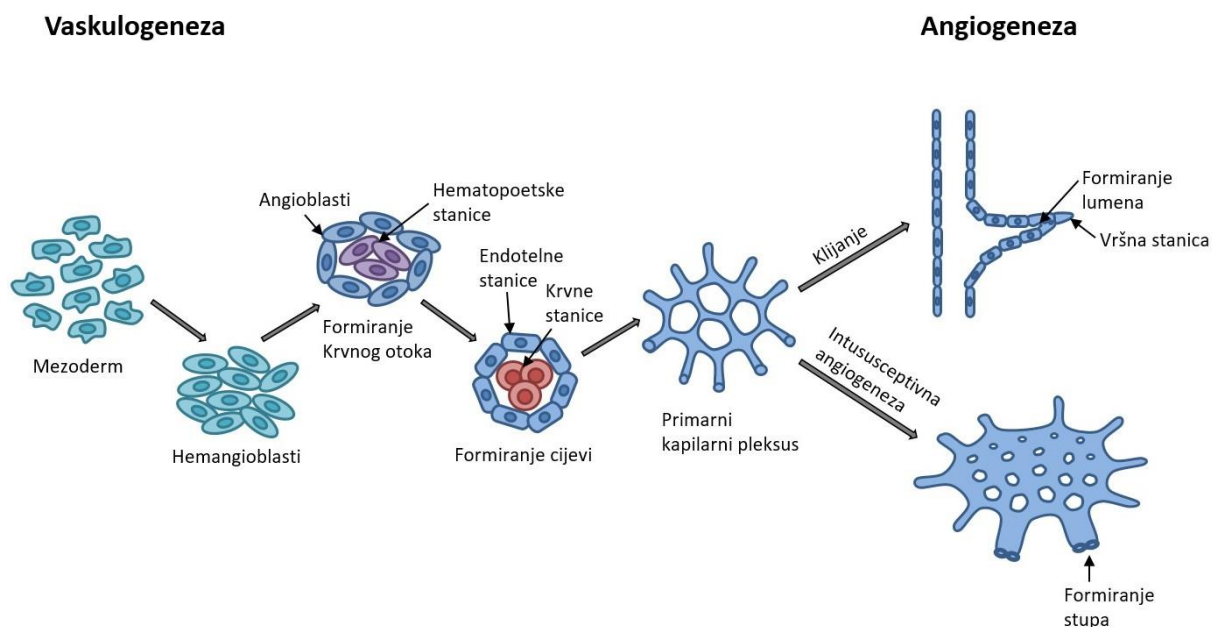 Vaskulogeneza
Angiogeneza
Mezoderm
Hemangioblasti
Angioblasti
Hematopoetske
stanice
Formiranje
Krvnog otoka
Endotelne
stanice
Krvne
stanice
Formiranje cijevi
Primarni
kapilarni pleksus
Klijanje
Formiranje
lumena
Vršna stanica
Intususceptivna
angiogeneza
Formiranje
stupa